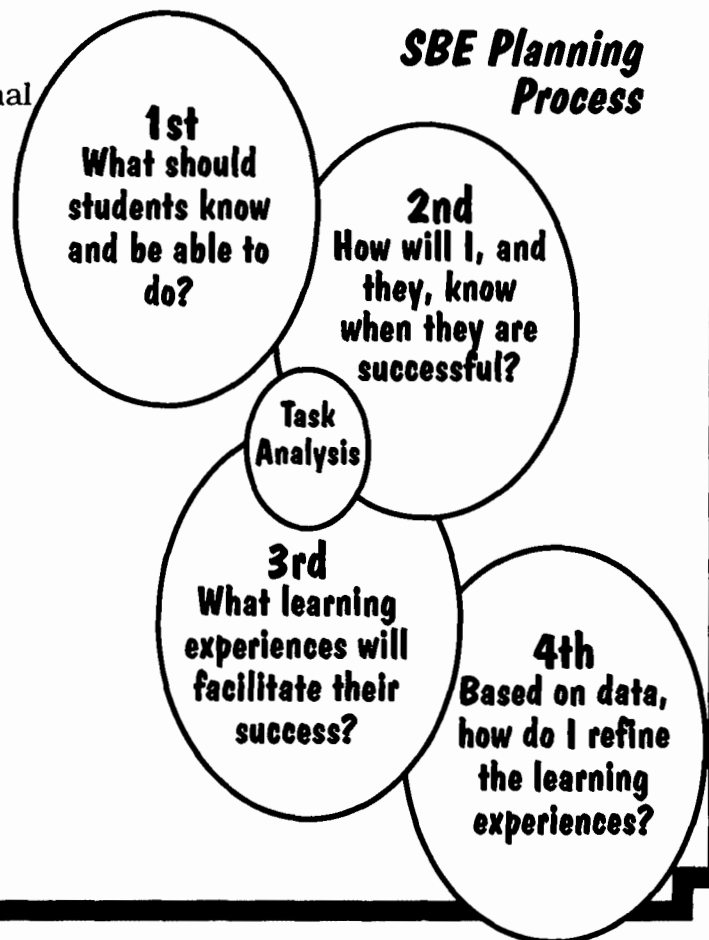 SBE Planning
Process
1st
What should
students know
and be able to
do?
2nd
How will I, and
they, know
when they are
successful?
Task
Analysis
3rd
What learning
experiences will
facilitate their
success?
4th
Based on data,
how do I refine
the learning
experiences?